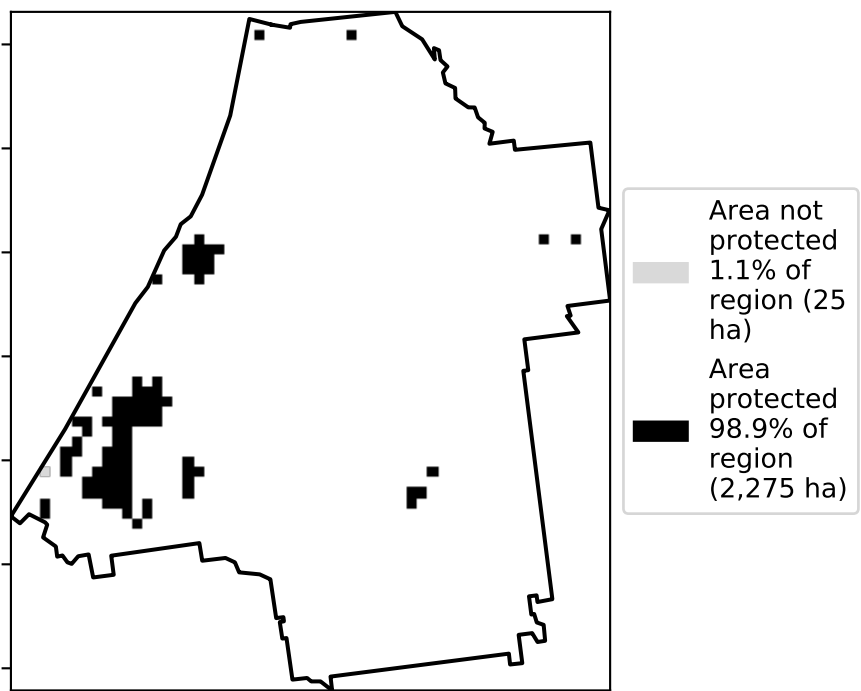 Area not
protected
1.1% of
region (25
ha)
Area
protected
98.9% of
region
(2,275 ha)